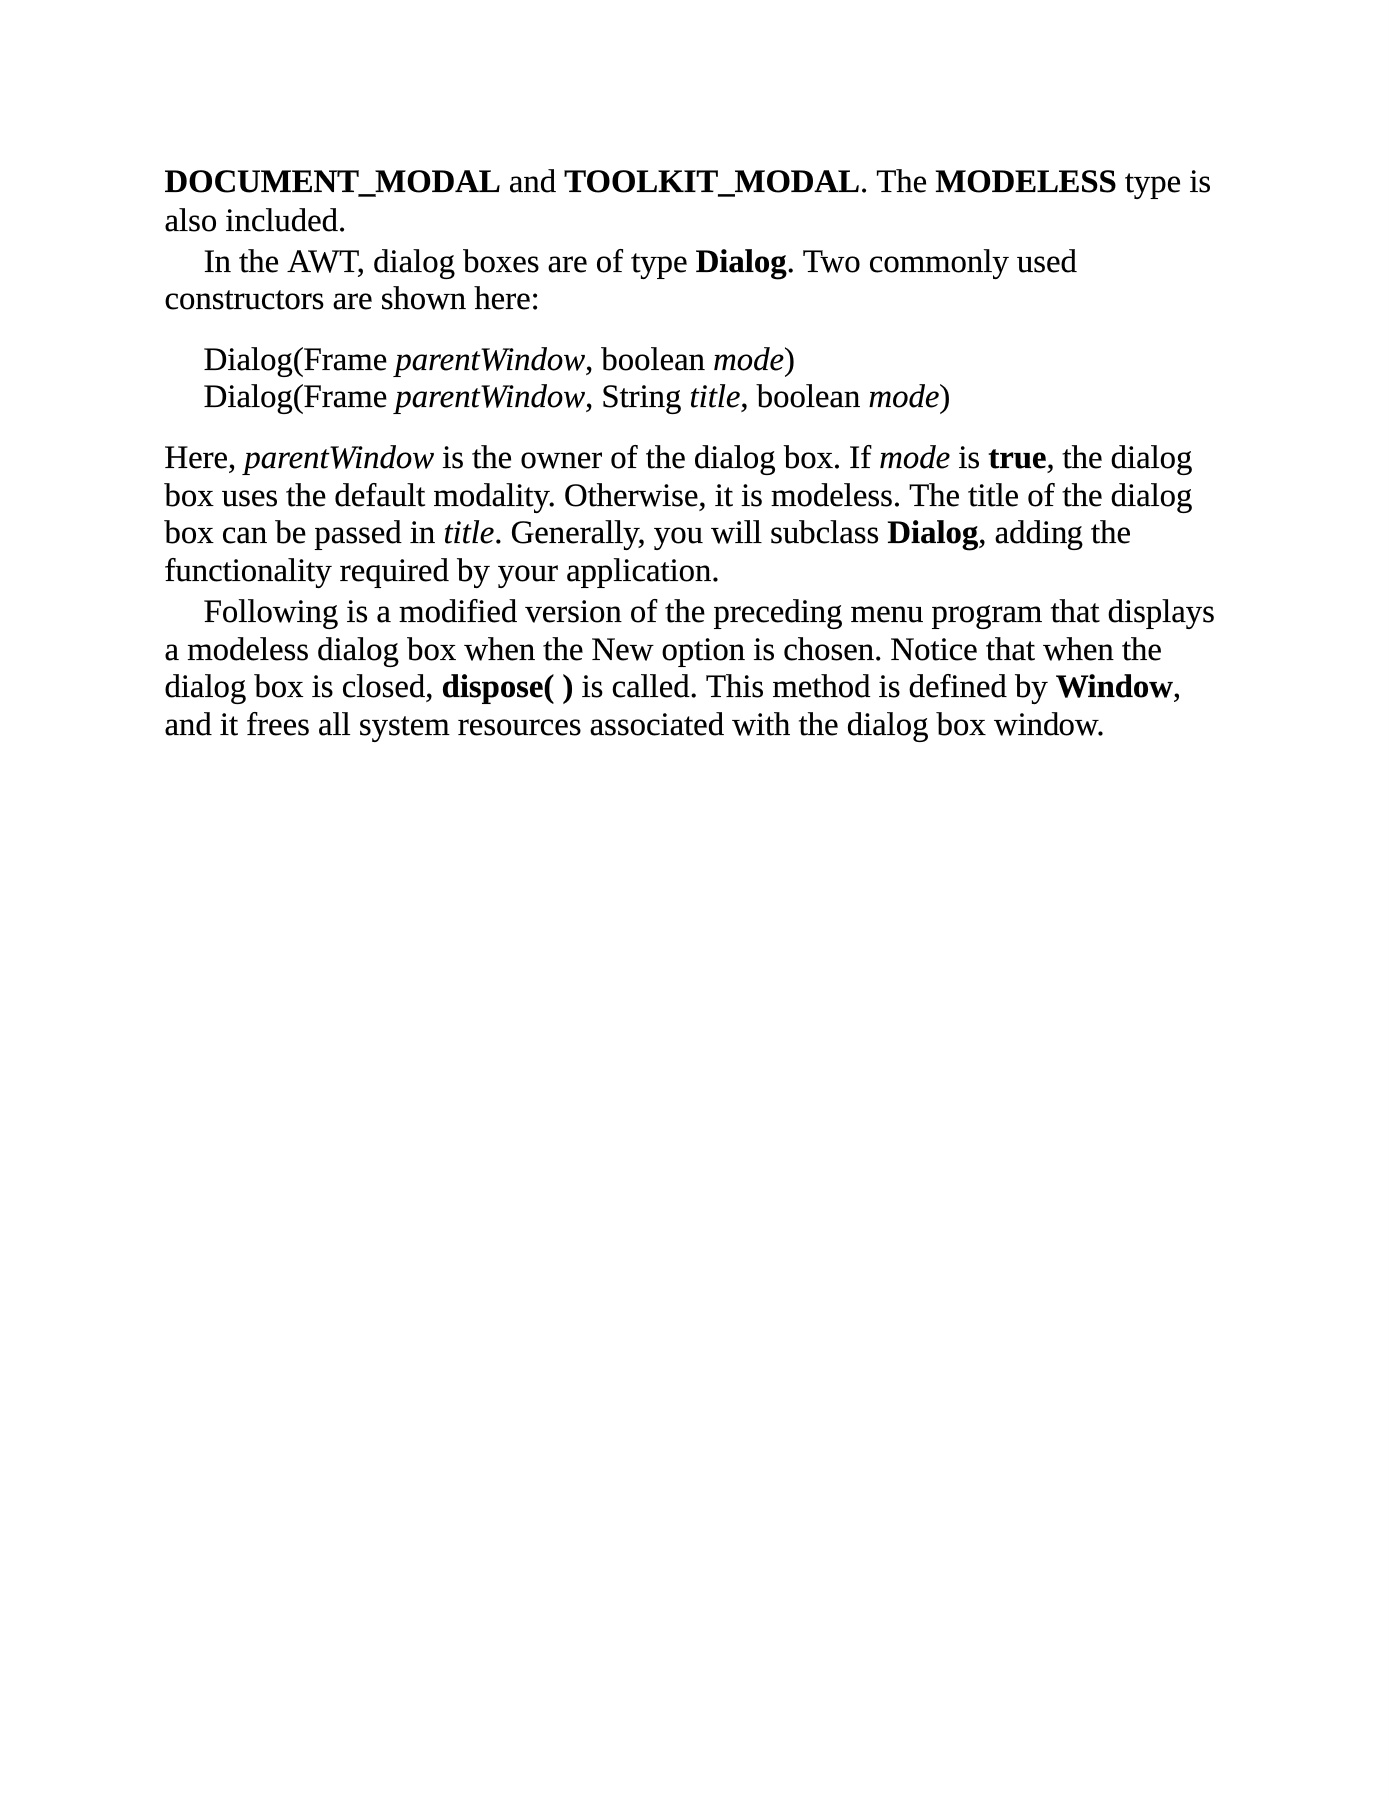 DOCUMENT_MODAL and TOOLKIT_MODAL. The MODELESS type is
also included.
In the AWT, dialog boxes are of type Dialog. Two commonly used
constructors are shown here:
Dialog(Frame parentWindow, boolean mode)
Dialog(Frame parentWindow, String title, boolean mode)
Here, parentWindow is the owner of the dialog box. If mode is true, the dialog
box uses the default modality. Otherwise, it is modeless. The title of the dialog
box can be passed in title. Generally, you will subclass Dialog, adding the
functionality required by your application.
Following is a modified version of the preceding menu program that displays
a modeless dialog box when the New option is chosen. Notice that when the
dialog box is closed, dispose( ) is called. This method is defined by Window,
and it frees all system resources associated with the dialog box window.